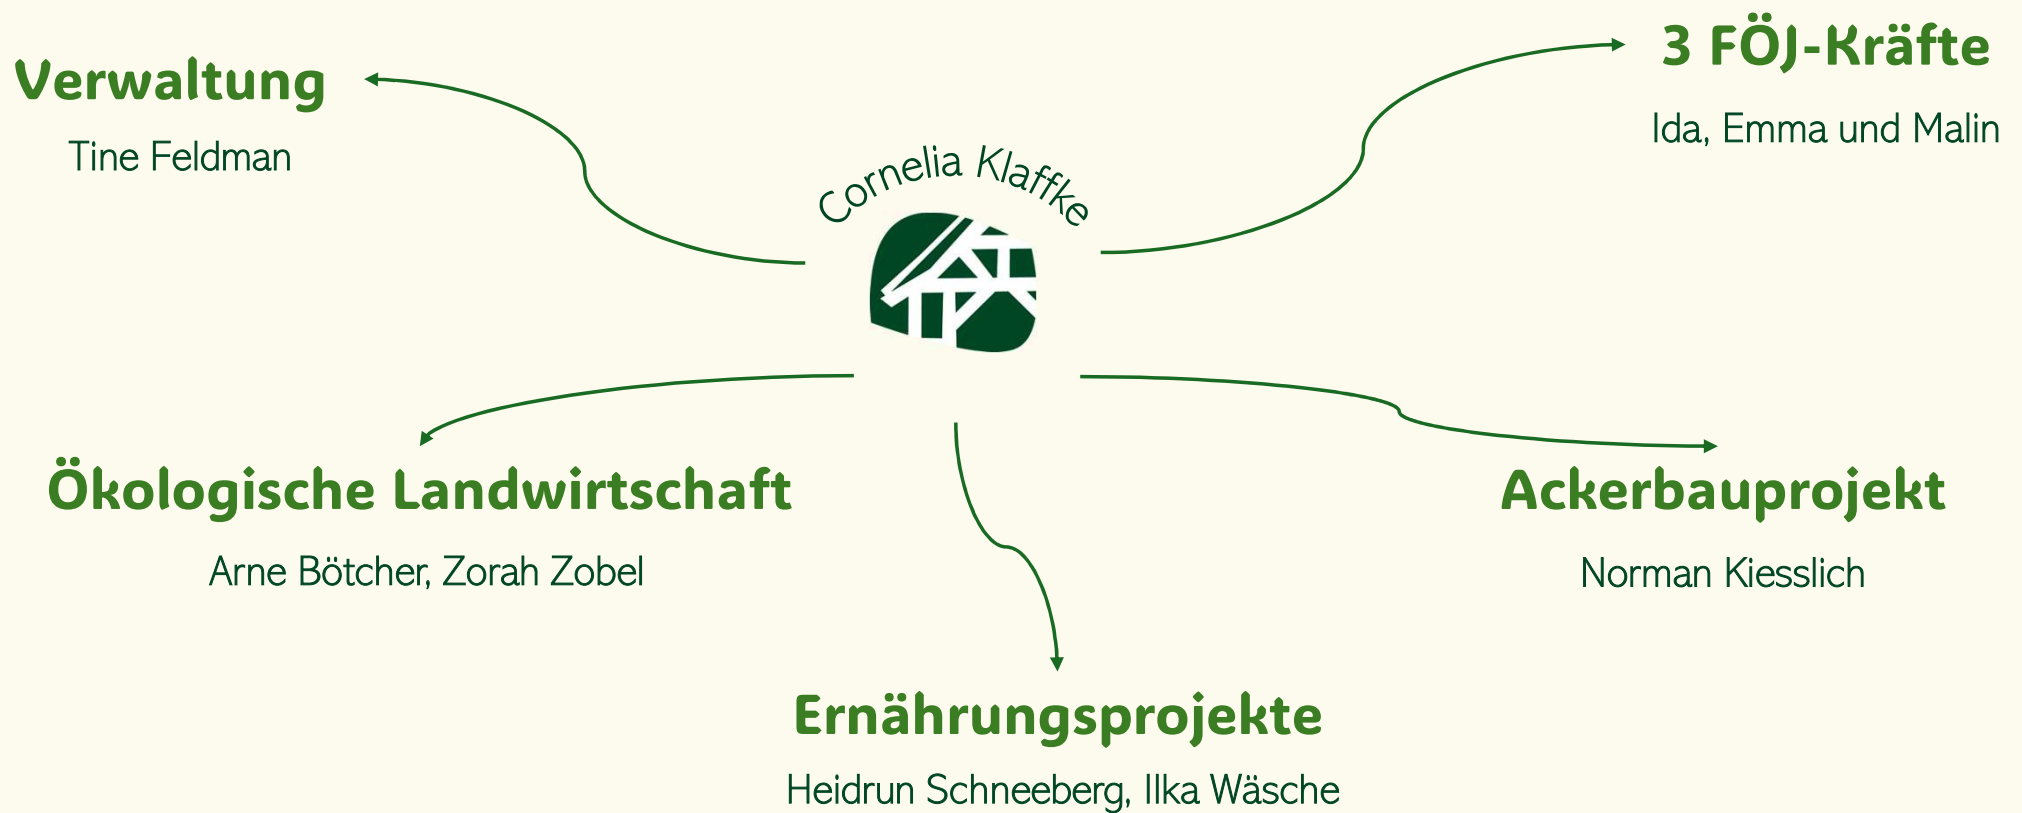 Verwaltung
Tine Feldman
3 FÖJ-Kräfte
Ida, Emma und Malin
Cornelia Klaffke
Ökologische Landwirtschaft
Arne Bötcher, Zorah Zobel
Ackerbauprojekt
Norman Kiesslich
Ernährungsprojekte
Heidrun Schneeberg, Ilka Wäsche